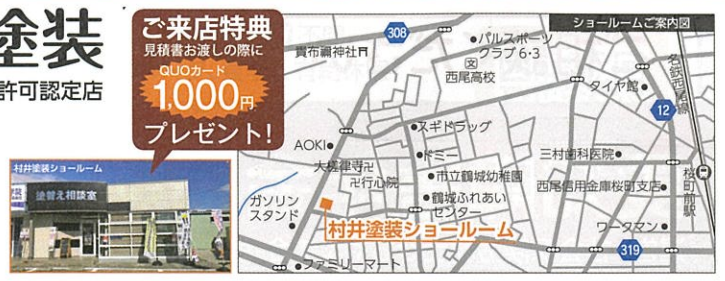 塗装
許可認定店
ご来店特典
見積書お渡しの際に
QUOカード
1,000円
プレゼント!
村井塗装ショールーム
塗替え相談室
ショールームご案内図
308
貴布禰神社
パルスポーツ
クラブ6・3
文
西尾高校
名鉄西尾線
タイヤ館
12
スギドラッグ
AOKI
ドミー
三村歯科医院
大楼律寺卍
卍行心院
市立鶴城幼稚園
西尾信用金庫桜町支店
桜町前駅
鶴城ふれあい
センター
ガソリン
スタンド
村井塗装ショールーム
ワークマン
319
ファミリーマート